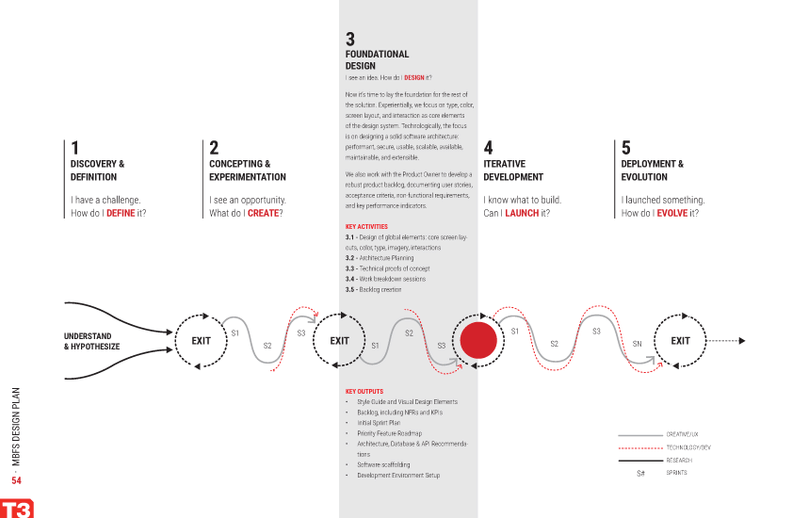 3
FOUNDATIONAL
DESIGN
I see an idea. How do I DESIGN it?
Now it's time to lay the foundation for the rest of
the solution. Experientially, we focus on type, color,
screen layout, and interaction as core elements
of the design system. Technologically, the focus
is on designing a solid software architecture:
performant, secure, usable, scalable, available,
maintainable, and extensible.
We also work with the Product Owner to develop a
robust product backlog, documenting user stories,
acceptance criteria, non-functional requirements,
and key performance indicators.
KEY ACTIVITIES
3.1 - Design of global elements: core screen lay-
outs, color, type, imagery, interactions
3.2 - Architecture Planning
3.3 - Technical proofs of concept
3.4 - Work breakdown sessions
3.5 - Backlog creation
1
DISCOVERY &
DEFINITION
I have a challenge.
How do I DEFINE it?
2
CONCEPTING &
EXPERIMENTATION
I see an opportunity.
What do I CREATE?
4
ITERATIVE
DEVELOPMENT
I know what to build.
Can I LAUNCH it?
5
DEPLOYMENT &
EVOLUTION
I launched something.
How do I EVOLVE it?
UNDERSTAND
& HYPOTHESIZE
EXIT
S1
S2
S3
EXIT
S1
S2
S3
S1
S2
S3
SN
EXIT
KEY OUTPUTS
• Style Guide and Visual Design Elements
• Backlog, including NFRs and KPIs
• Initial Sprint Plan
• Priority Feature Roadmap
• Architecture, Database & API Recommenda-
tions
• Software scaffolding
• Development Environment Setup
CREATIVE/UX
TECHNOLOGY/DEV
RESEARCH
S# SPRINTS
54 - MBFS DESIGN PLAN
T3